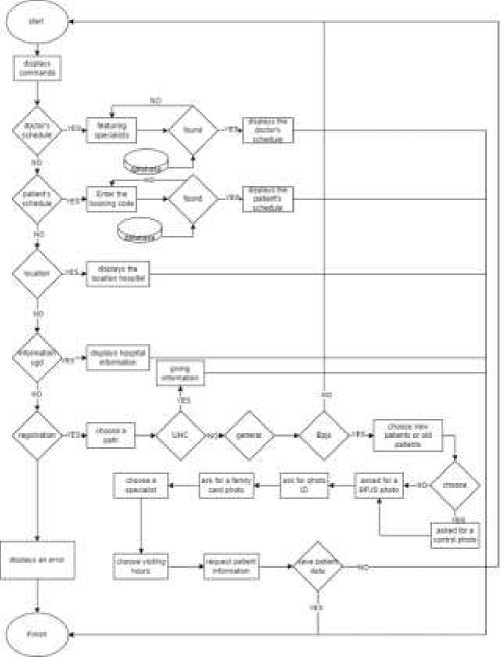 start
displays
commands
doctor's
schedule
YES
featuring
specialists
NO
found
YES
displays the
doctor's
schedule
database
NO
patient's
schedule
YES
Enter the
booking code
NO
found
YES
displays the
patient's
schedule
database
NO
location
YES
displays the
location hospital
NO
information
ugd
YES
displays hospital
information
giving
information
YES
NO
NO
registration
YES
choose a
path
UHC
NO
general
Bpjs
YES
choose new
patients or old
patients
choose
NO
YES
asked for a
control photo
asked for a
BPJS photo
ask for photo
ID
ask for a family
card photo
choose a
specialist
choose visiting
hours
request patient
information
save patient
data
NO
YES
displays an error
Finish